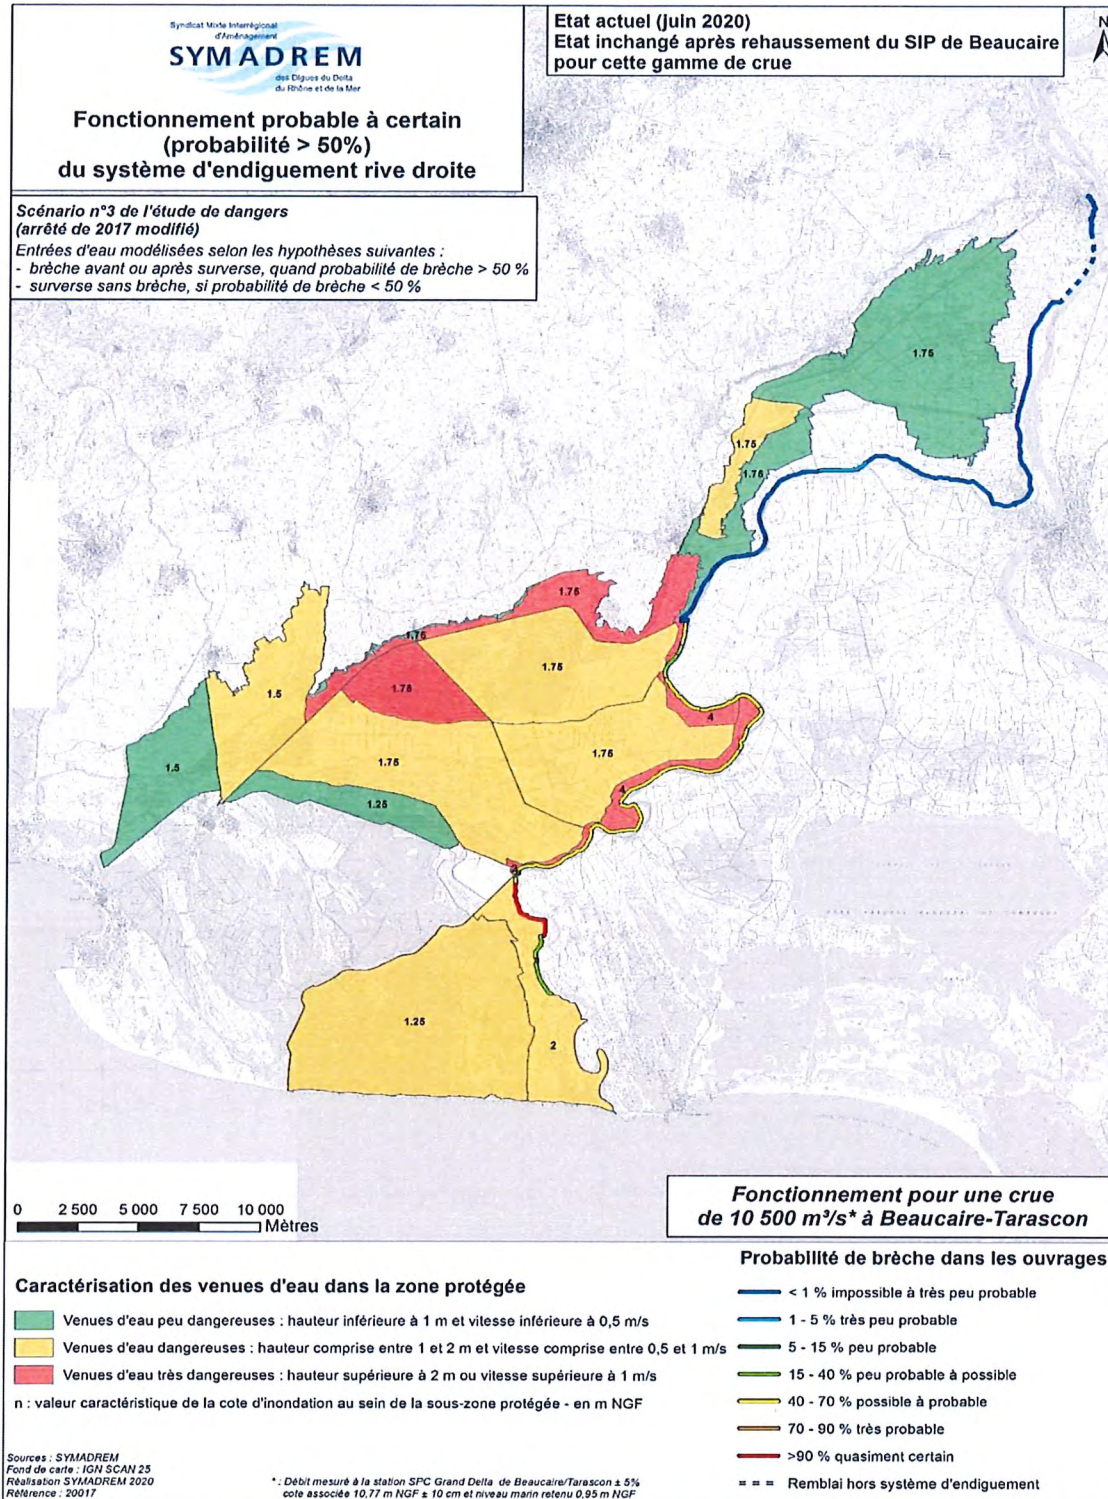 Syndicat Mixte Interrégional
d'Aménagement
SYMADREM
des Digues du Delta
du Rhône et de la Mer
Fonctionnement probable à certain
(probabilité > 50%)
du système d'endiguement rive droite
Etat actuel (juin 2020)
Etat inchangé après rehaussement du SIP de Beaucaire
pour cette gamme de crue
N
Scénario n°3 de l'étude de dangers
(arrêté de 2017 modifié)
Entrées d'eau modélisées selon les hypothèses suivantes :
- brèche avant ou après surverse, quand probabilité de brèche > 50 %
- surverse sans brèche, si probabilité de brèche < 50 %
1.75
1.75
1.75
1.75
1.75
1.75
1.5
1.75
4
1.5
1.75
1.75
4
1.25
3
1.25
2
0 2 500 5 000 7 500 10 000
Mètres
Fonctionnement pour une crue
de 10 500 m³/s* à Beaucaire-Tarascon
Caractérisation des venues d'eau dans la zone protégée
Venues d'eau peu dangereuses : hauteur inférieure à 1 m et vitesse inférieure à 0,5 m/s
Venues d'eau dangereuses : hauteur comprise entre 1 et 2 m et vitesse comprise entre 0,5 et 1 m/s
Venues d'eau très dangereuses : hauteur supérieure à 2 m ou vitesse supérieure à 1 m/s
n : valeur caractéristique de la cote d'inondation au sein de la sous-zone protégée - en m NGF
Probabilité de brèche dans les ouvrages
< 1 % impossible à très peu probable
1 - 5 % très peu probable
5 - 15 % peu probable
15 - 40 % peu probable à possible
40 - 70 % possible à probable
70 - 90 % très probable
>90 % quasiment certain
Remblai hors système d'endiguement
Sources : SYMADREM
Fond de carte : IGN SCAN 25
Réalisation SYMADREM 2020
Référence : 20017
* : Débit mesuré à la station SPC Grand Delta de Beaucaire/Tarascon ± 5%
cote associée 10,77 m NGF ± 10 cm et niveau marin retenu 0,95 m NGF